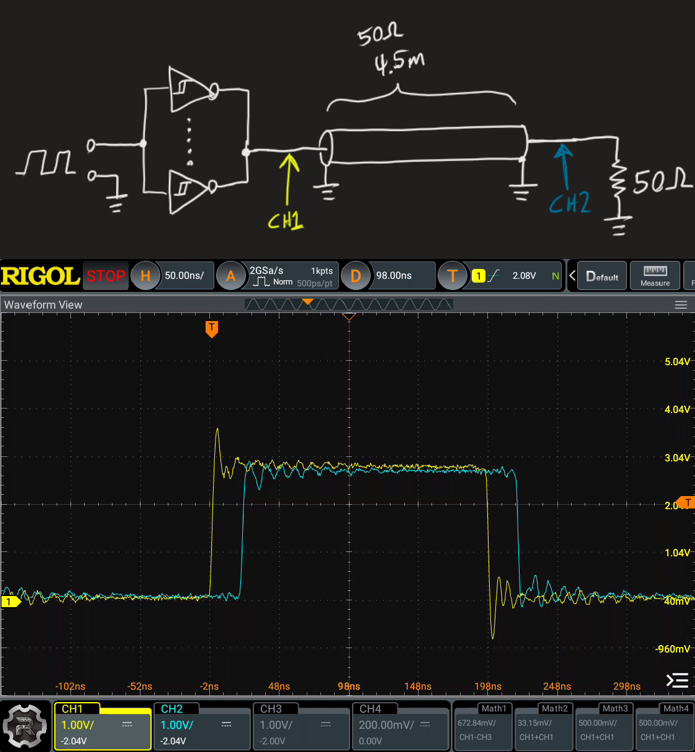 50Ω
4.5m
50Ω
CH1
CH2
RIGOL STOP H 50.00ns/ A 2GSa/s 1kpts Norm 500ps/pt D 98.00ns T 1 2.08V N Default Measure
Waveform View
T
5.04V
4.04V
3.04V
T
1.04V
1
40mV
-960mV
-102ns -52ns -2ns 48ns 98ns 148ns 198ns 248ns 298ns
CH1 CH2 CH3 CH4 Math1 Math2 Math3 Math4
1.00V/ 1.00V/ 1.00V/ 200.00mV/ 672.84mV/ 33.15mV/ 500.00mV/ 500.00mV/
-2.04V -2.04V -2.00V 0.00V CH1-CH3 CH1+CH1 CH1+CH1 CH1+CH1